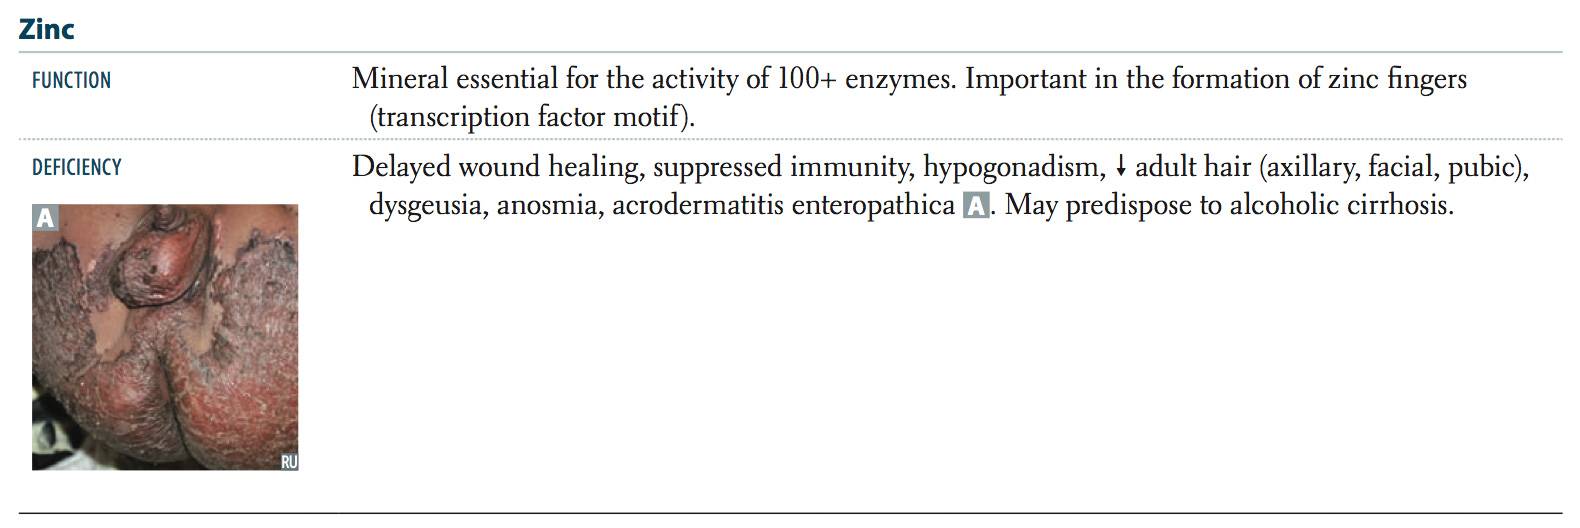 Zinc
FUNCTION
Mineral essential for the activity of 100+ enzymes. Important in the formation of zinc fingers
(transcription factor motif).
DEFICIENCY
Delayed wound healing, suppressed immunity, hypogonadism, ↓ adult hair (axillary, facial, pubic),
dysgeusia, anosmia, acrodermatitis enteropathica A. May predispose to alcoholic cirrhosis.
A
RU